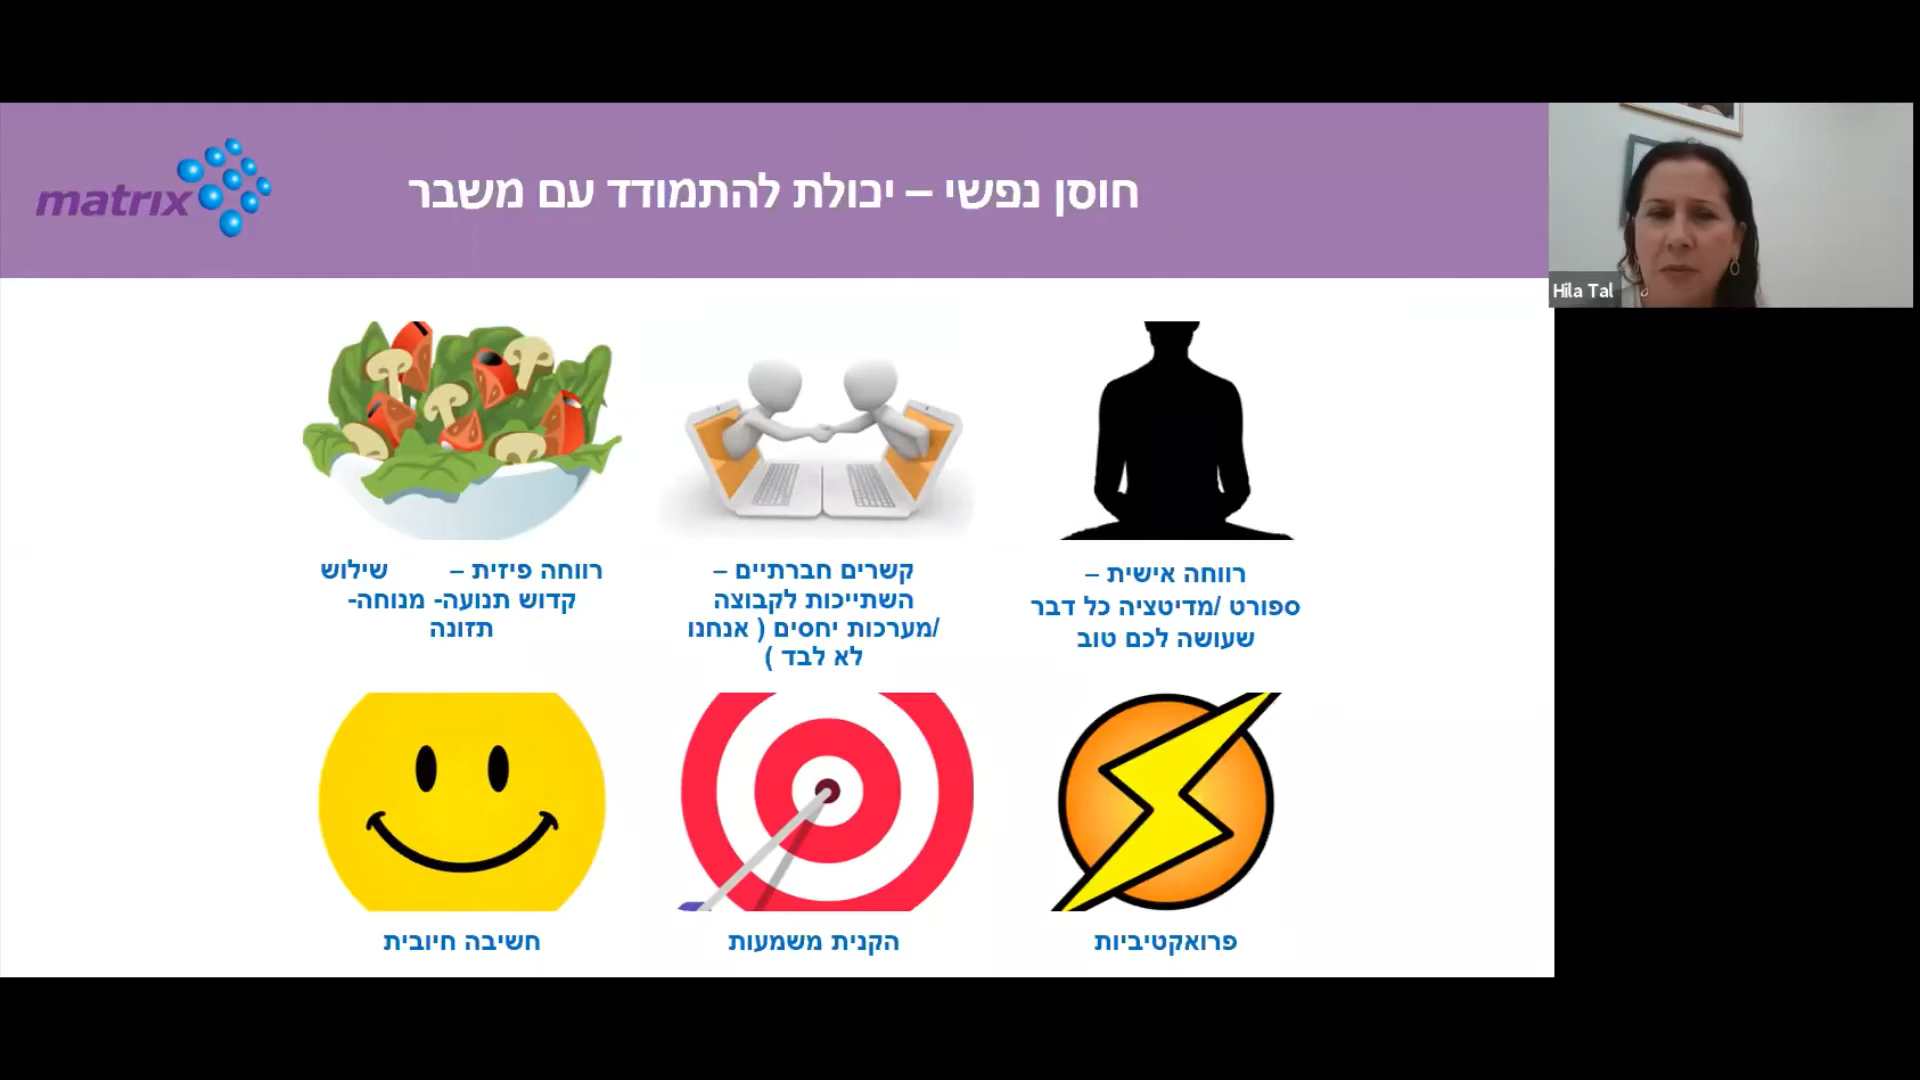 matrix
חוסן נפשי – יכולת להתמודד עם משבר
Hila Tal
רווחה אישית –
ספורט /מדיטציה כל דבר
שעושה לכם טוב
קשרים חברתיים –
השתייכות לקבוצה
/מערכות יחסים ( אנחנו
לא לבד )
רווחה פיזית – שילוש
קדוש תנועה- מנוחה-
תזונה
פרואקטיביות
הקנית משמעות
חשיבה חיובית